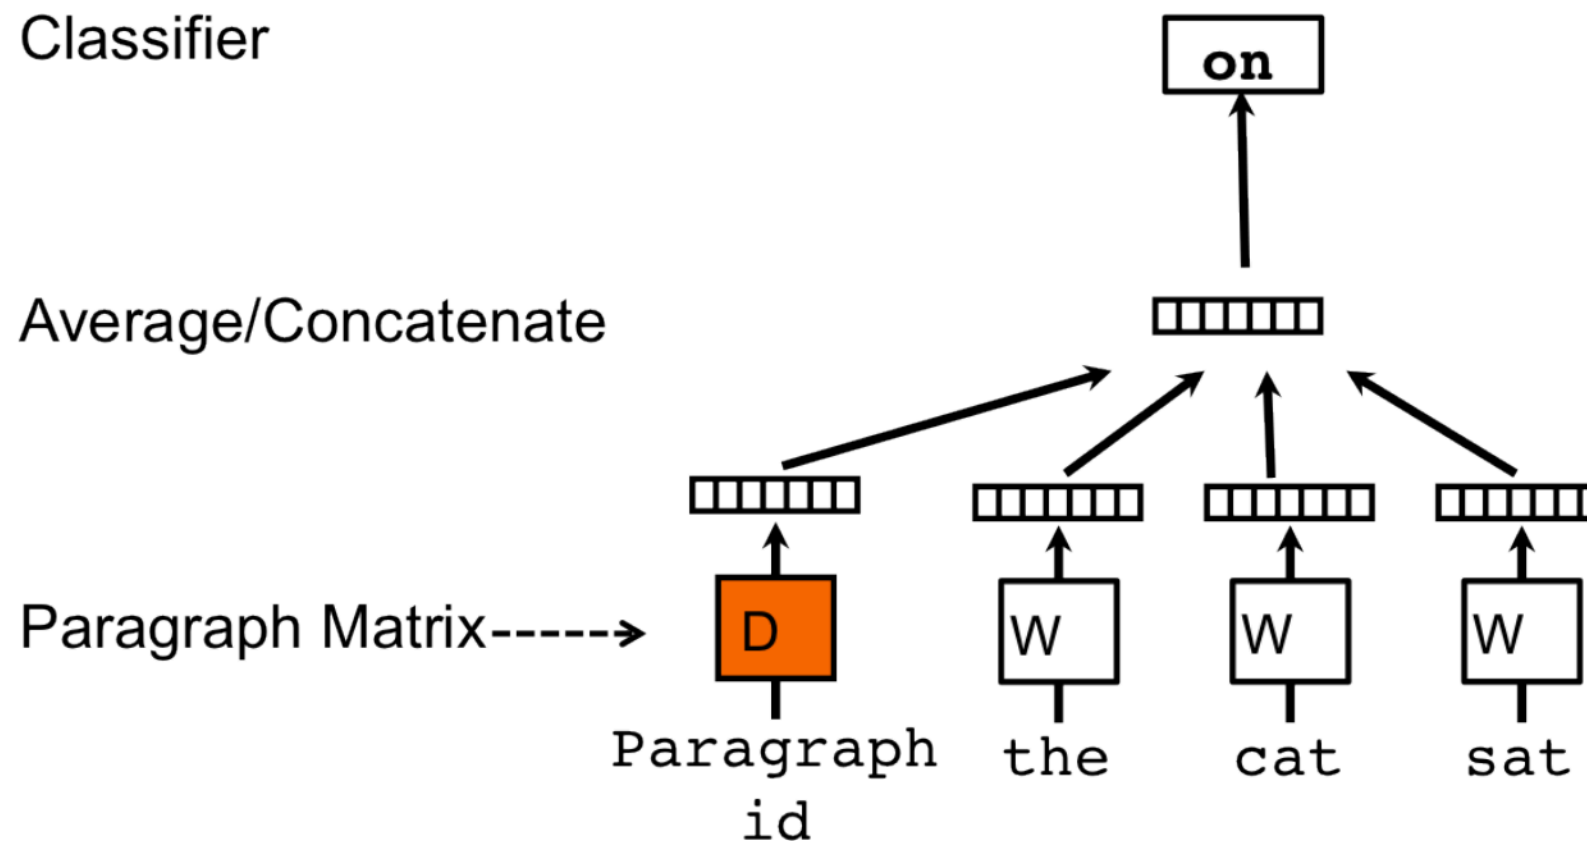 Classifier
on
Average/Concatenate
Paragraph Matrix
D
W
W
W
Paragraph
id
the
cat
sat